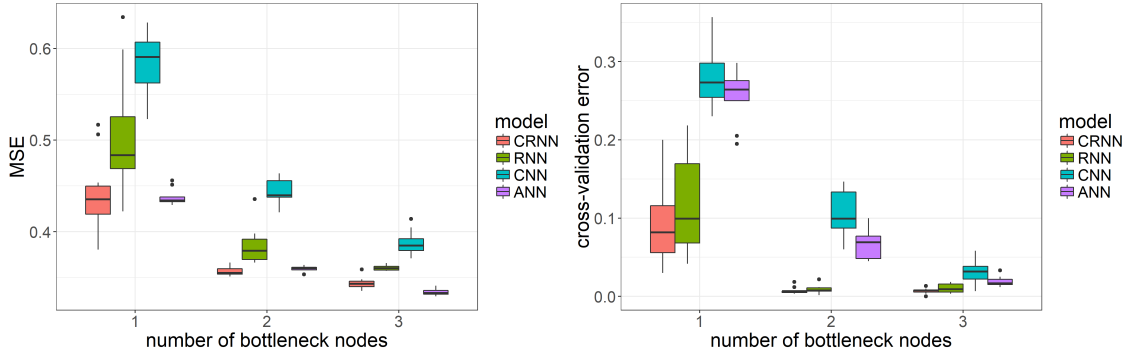 MSE
0.6
0.5
0.4
1
2
3
number of bottleneck nodes
model
CRNN
RNN
CNN
ANN
cross-validation error
0.3
0.2
0.1
0.0
1
2
3
number of bottleneck nodes
model
CRNN
RNN
CNN
ANN